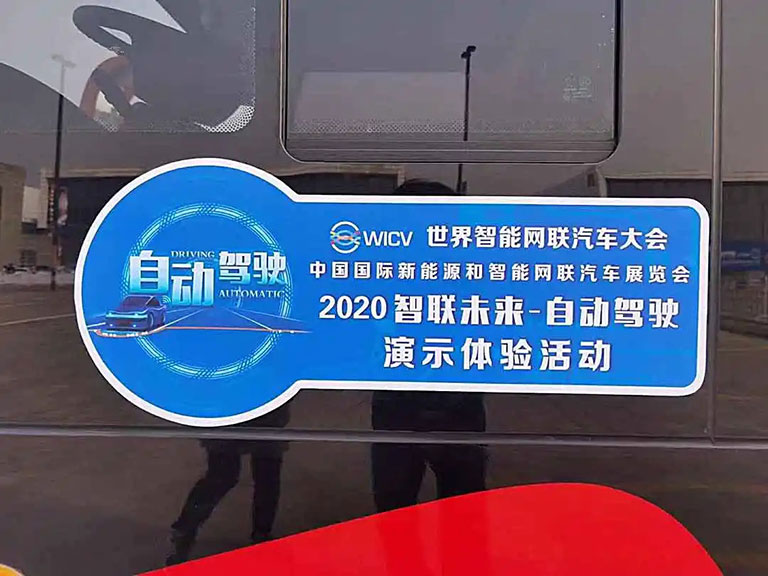 DRIVING
自动驾驶
AUTOMATIC
WICV 世界智能网联汽车大会
中国国际新能源和智能网联汽车展览会
2020 智联未来-自动驾驶
演示体验活动